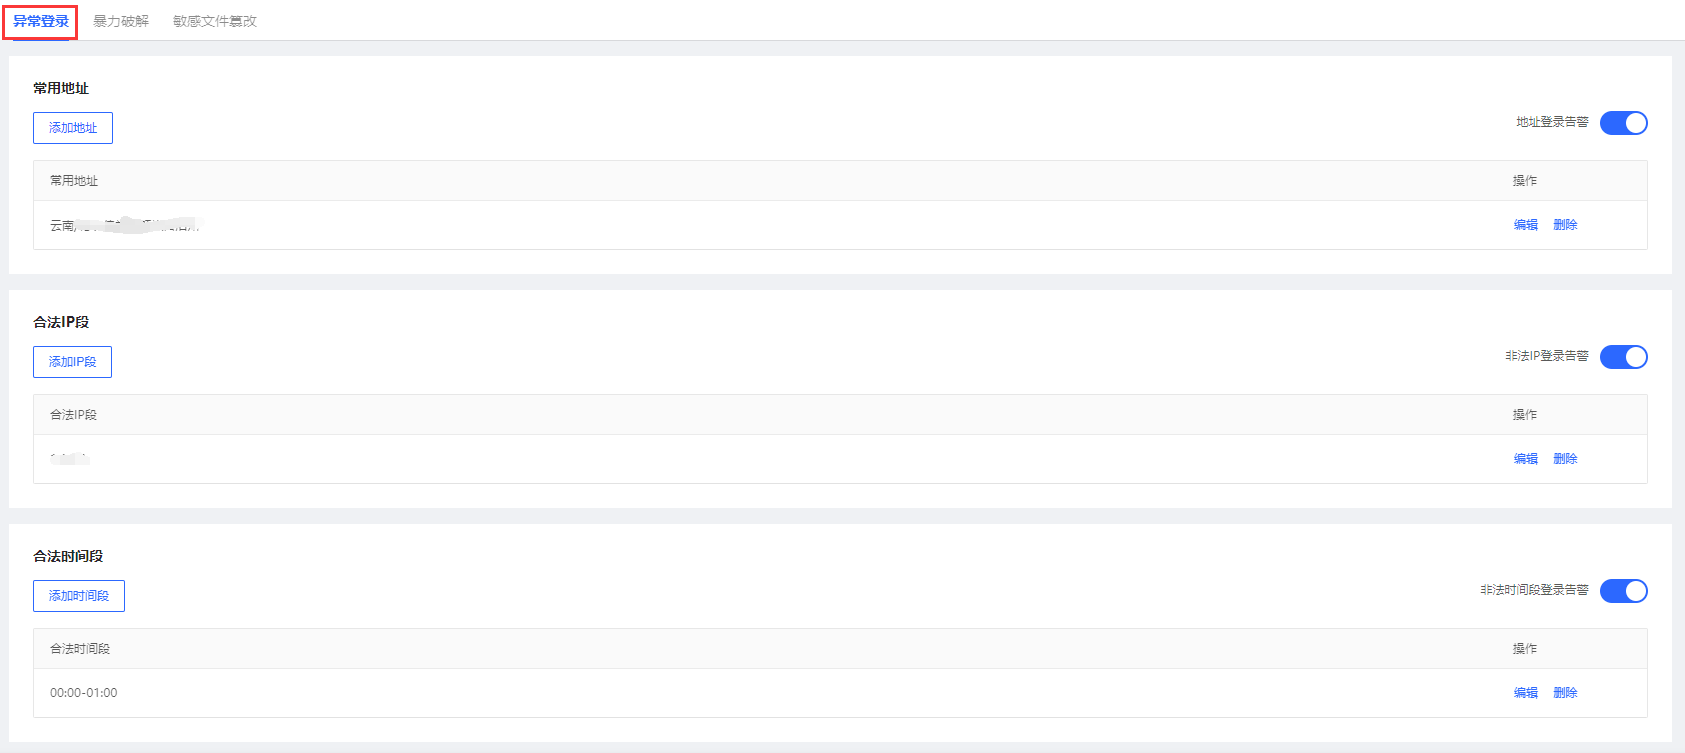 异常登录 暴力破解 敏感文件篡改
常用地址
添加地址 地址登录告警
常用地址 操作
云南 编辑 删除
合法IP段
添加IP段 非法IP登录告警
合法IP段 操作
编辑 删除
合法时间段
添加时间段 非法时间段登录告警
合法时间段 操作
00:00-01:00 编辑 删除